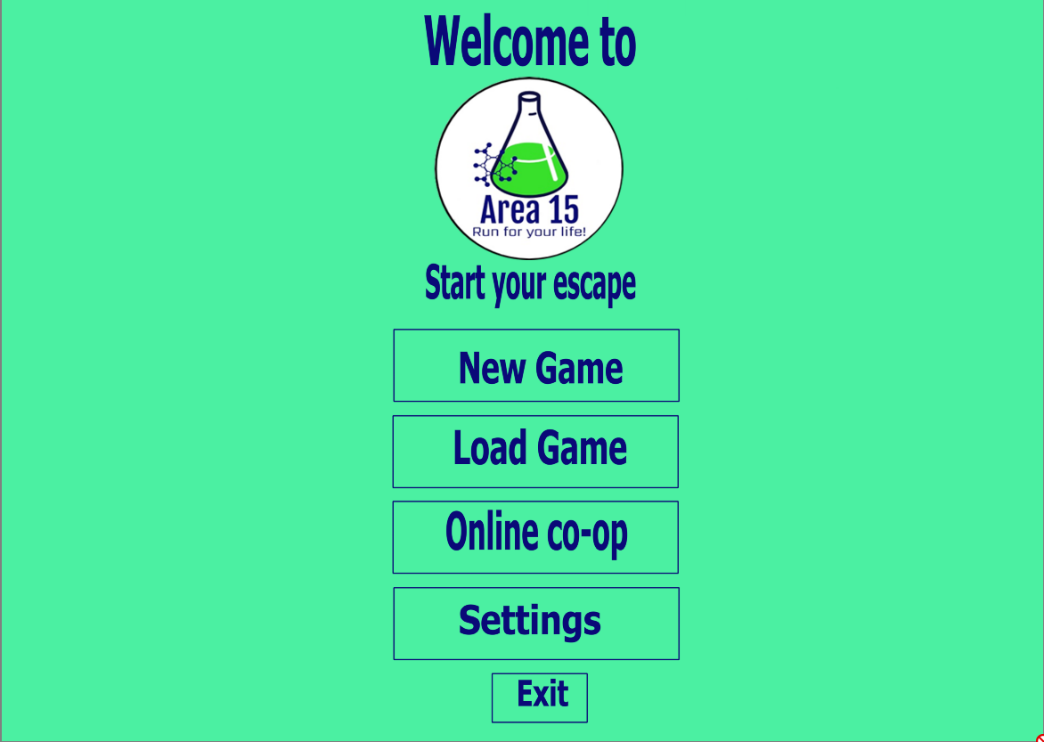 Welcome to
Area 15
Run for your life!
Start your escape
New Game
Load Game
Online co-op
Settings
Exit